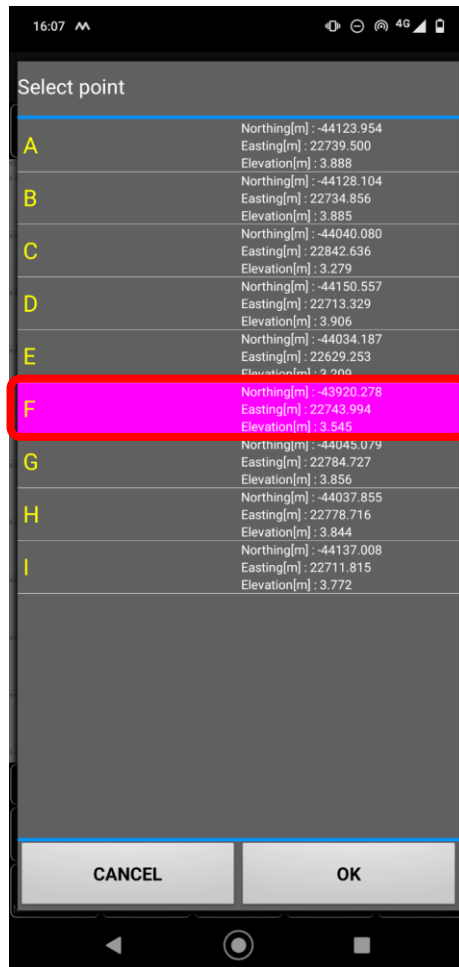 16:07
4G
Select point
A
Northing[m] : -44123.954
Easting[m] : 22739.500
Elevation[m] : 3.888
B
Northing[m] : -44128.104
Easting[m] : 22734.856
Elevation[m] : 3.885
C
Northing[m] : -44040.080
Easting[m] : 22842.636
Elevation[m] : 3.279
D
Northing[m] : -44150.557
Easting[m] : 22713.329
Elevation[m] : 3.906
E
Northing[m] : -44034.187
Easting[m] : 22629.253
Elevation[m] : 3.209
F
Northing[m] : -43920.278
Easting[m] : 22743.994
Elevation[m] : 3.545
G
Northing[m] : -44045.079
Easting[m] : 22784.727
Elevation[m] : 3.856
H
Northing[m] : -44037.855
Easting[m] : 22778.716
Elevation[m] : 3.844
I
Northing[m] : -44137.008
Easting[m] : 22711.815
Elevation[m] : 3.772
CANCEL
OK